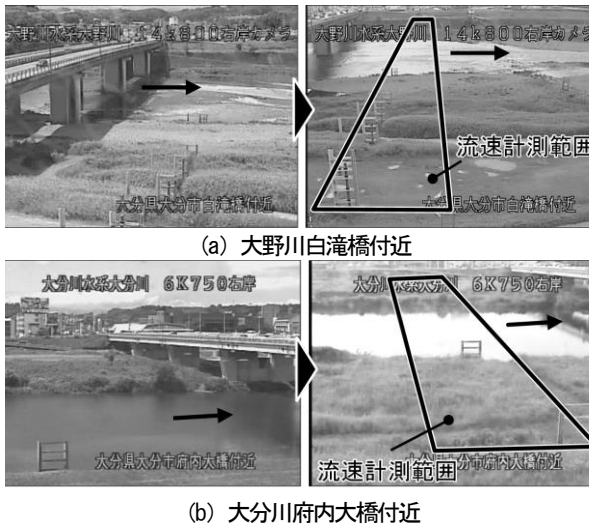 大野川水系大野川 14k800右岸カメラ
大分県大分市白滝橋付近
大野川水系大野川 14k800右岸カメラ
流速計測範囲
大分県大分市白滝橋付近
(a) 大野川白滝橋付近
大分川水系大分川 6K750右岸
大分県大分市府内大橋付近
大分川水系大分川 6K750右岸
大分県大分市府内大橋付近
流速計測範囲
(b) 大分川府内大橋付近